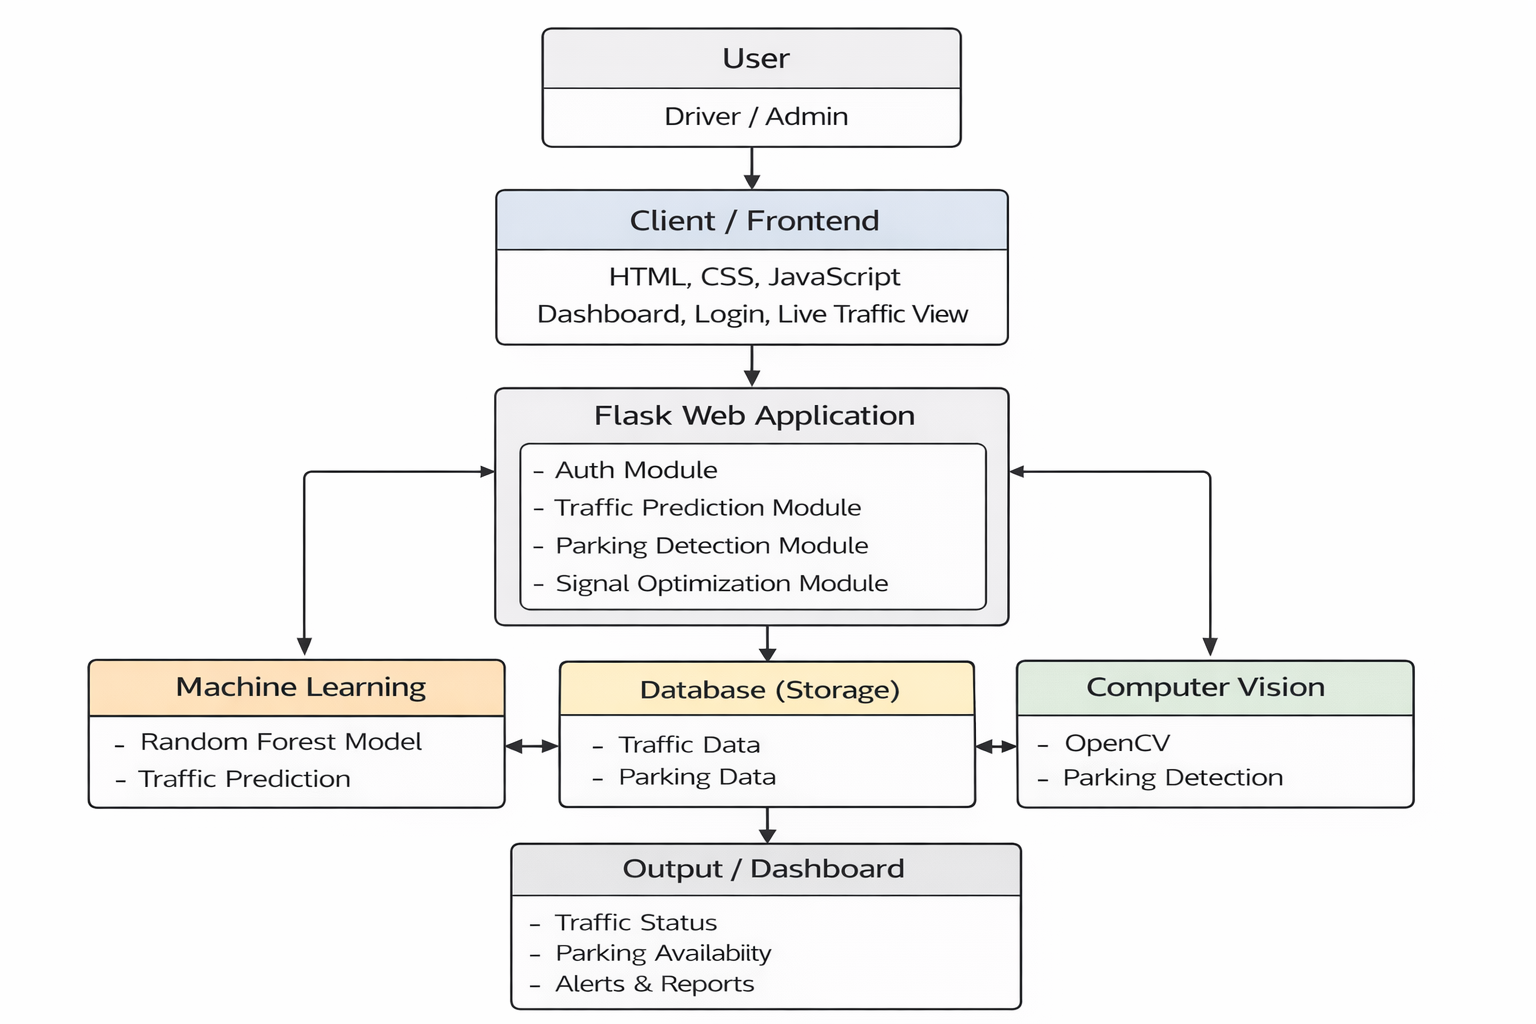 User
Driver / Admin
Client / Frontend
HTML, CSS, JavaScript
Dashboard, Login, Live Traffic View
Flask Web Application
- Auth Module
- Traffic Prediction Module
- Parking Detection Module
- Signal Optimization Module
Machine Learning
- Random Forest Model
- Traffic Prediction
Database (Storage)
- Traffic Data
- Parking Data
Computer Vision
- OpenCV
- Parking Detection
Output / Dashboard
- Traffic Status
- Parking Availabiity
- Alerts & Reports